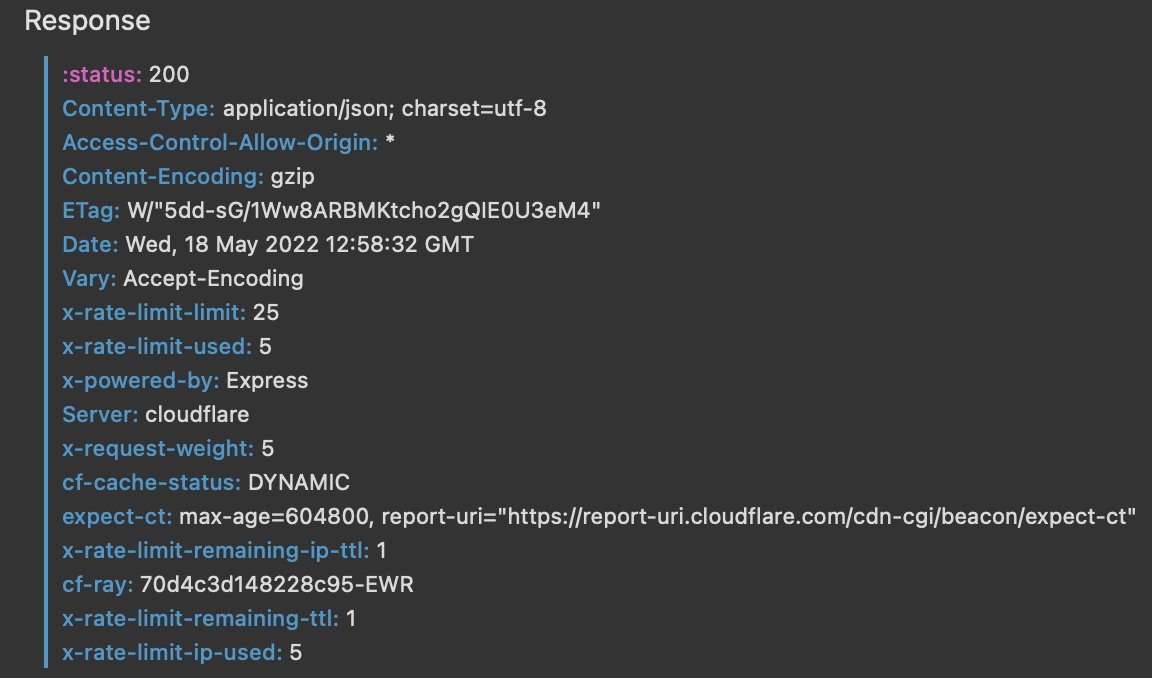 Response
:status: 200
Content-Type: application/json; charset=utf-8
Access-Control-Allow-Origin: *
Content-Encoding: gzip
ETag: W/"5dd-sG/1Ww8ARBMKtcho2gQIE0U3eM4"
Date: Wed, 18 May 2022 12:58:32 GMT
Vary: Accept-Encoding
x-rate-limit-limit: 25
x-rate-limit-used: 5
x-powered-by: Express
Server: cloudflare
x-request-weight: 5
cf-cache-status: DYNAMIC
expect-ct: max-age=604800, report-uri="https://report-uri.cloudflare.com/cdn-cgi/beacon/expect-ct"
x-rate-limit-remaining-ip-ttl: 1
cf-ray: 70d4c3d148228c95-EWR
x-rate-limit-remaining-ttl: 1
x-rate-limit-ip-used: 5